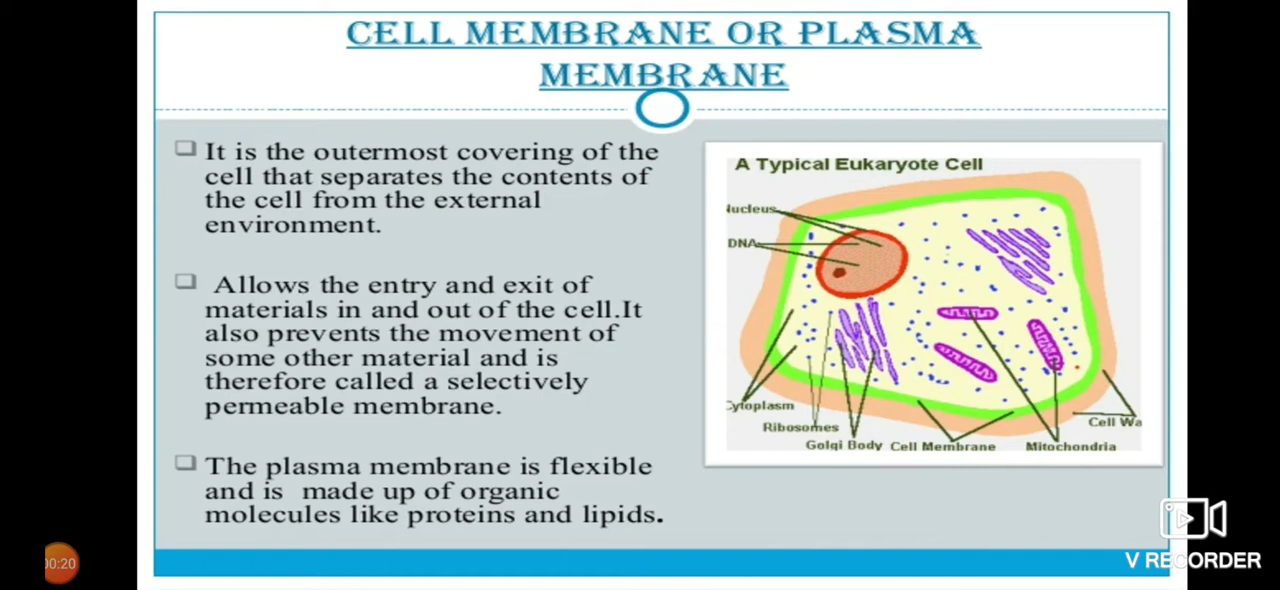 CELL MEMBRANE OR PLASMA
MEMBRANE
It is the outermost covering of the
cell that separates the contents of
the cell from the external
environment.
Allows the entry and exit of
materials in and out of the cell.It
also prevents the movement of
some other material and is
therefore called a selectively
permeable membrane.
The plasma membrane is flexible
and is made up of organic
molecules like proteins and lipids.
A Typical Eukaryote Cell
Nucleus
DNA
Cytoplasm
Ribosomes
Golgi Body
Cell Membrane
Mitochondria
Cell Wa
00:20
V RECORDER